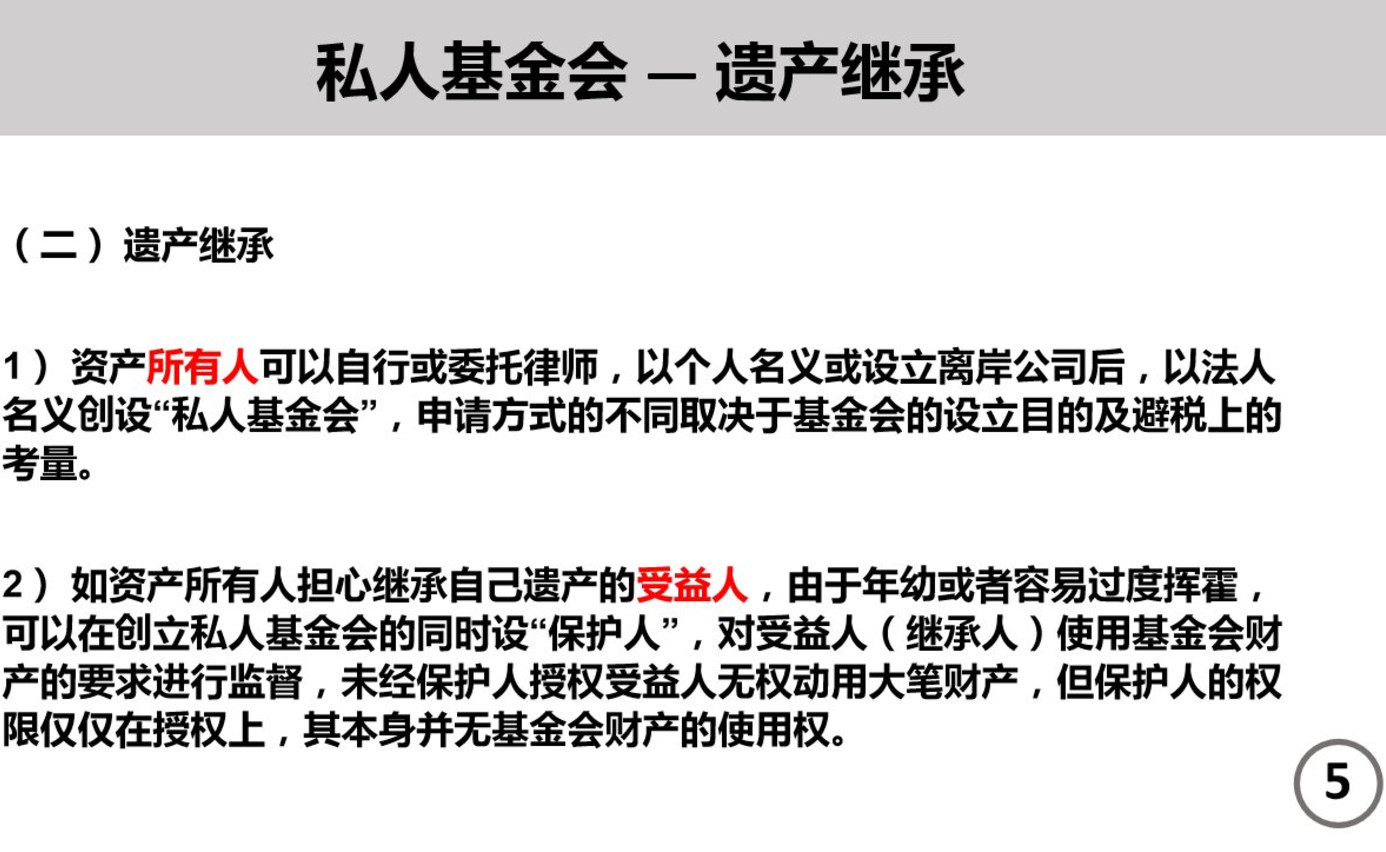 私人基金会 — 遗产继承
（二）遗产继承
1） 资产所有人可以自行或委托律师，以个人名义或设立离岸公司后，以法人
名义创设“私人基金会”，申请方式的不同取决于基金会的设立目的及避税上的
考量。
2） 如资产所有人担心继承自己遗产的受益人，由于年幼或者容易过度挥霍，
可以在创立私人基金会的同时设“保护人”，对受益人（继承人）使用基金会财
产的要求进行监督，未经保护人授权受益人无权动用大笔财产，但保护人的权
限仅仅在授权上，其本身并无基金会财产的使用权。
5